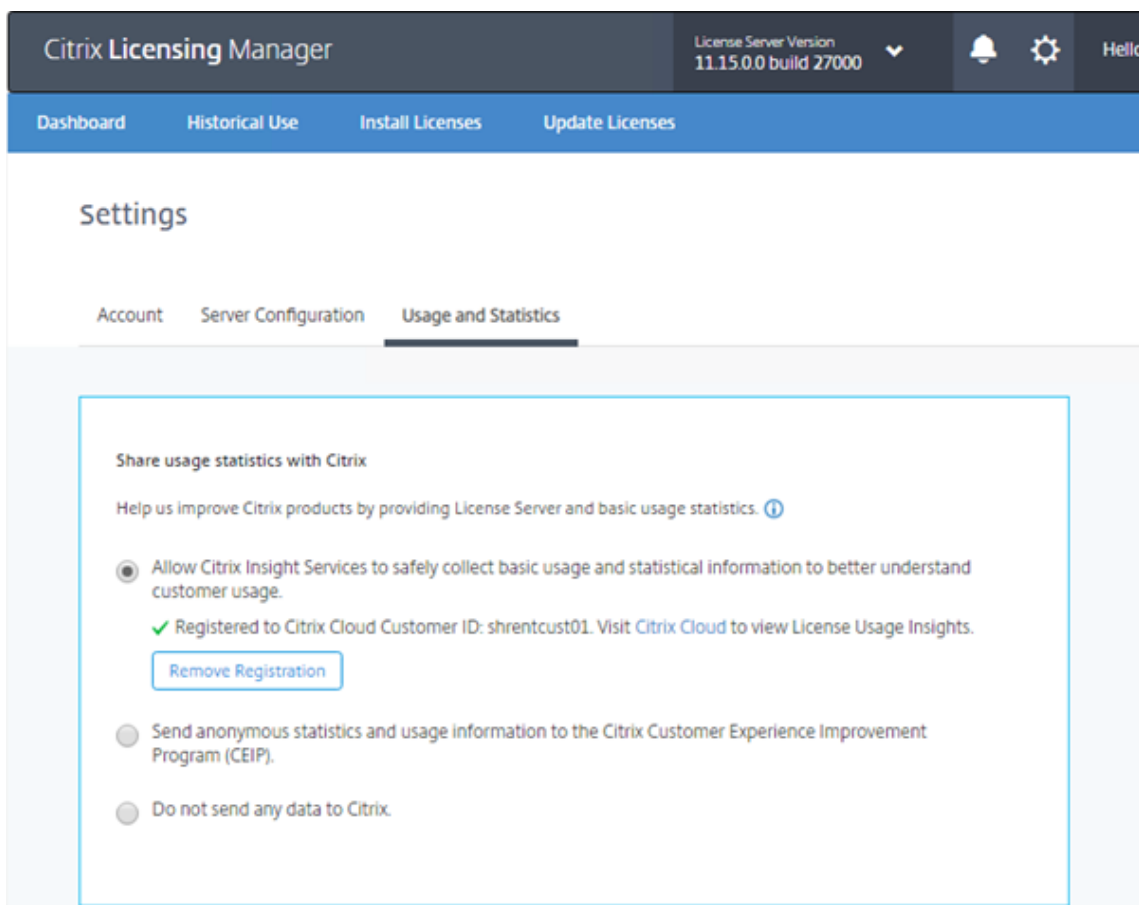 Citrix Licensing Manager
License Server Version
11.15.0.0 build 27000
Hello
Dashboard Historical Use Install Licenses Update Licenses
Settings
Account Server Configuration Usage and Statistics
Share usage statistics with Citrix
Help us improve Citrix products by providing License Server and basic usage statistics.
Allow Citrix Insight Services to safely collect basic usage and statistical information to better understand
customer usage.
Registered to Citrix Cloud Customer ID: shrentcust01. Visit Citrix Cloud to view License Usage Insights.
Remove Registration
Send anonymous statistics and usage information to the Citrix Customer Experience Improvement
Program (CEIP).
Do not send any data to Citrix.